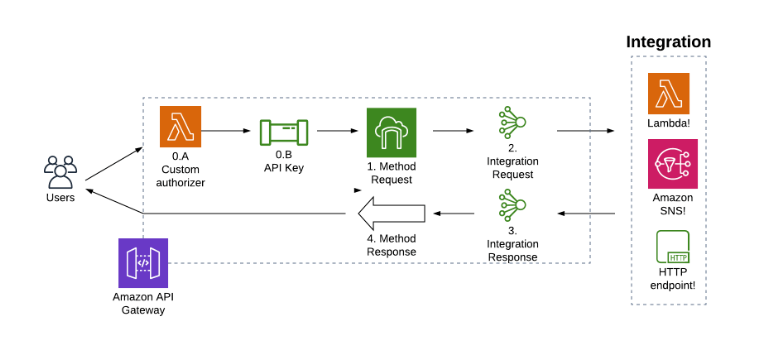 Integration
Lambda!
Amazon
SNS!
HTTP
HTTP
endpoint!
0.A
Custom
authorizer
0.B
API Key
1. Method
Request
2.
Integration
Request
Users
4. Method
Response
3.
Integration
Response
Amazon API
Gateway